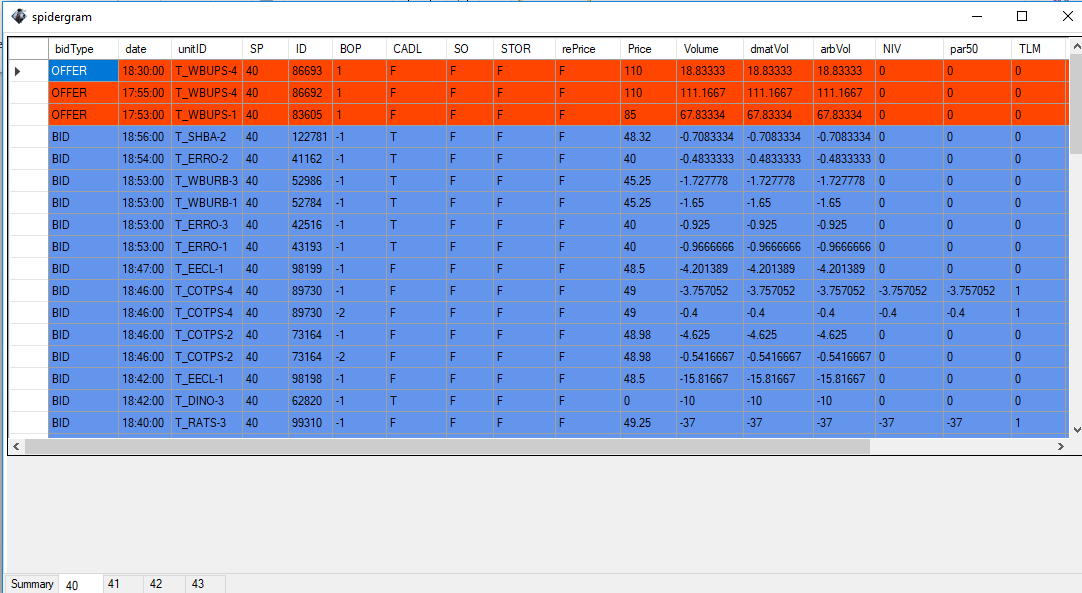 spidergram
bidType date unitID SP ID BOP CADL SO STOR rePrice Price Volume dmatVol arbVol NIV par50 TLM
OFFER 18:30:00 T_WBUPS-4 40 86693 1 F F F F 110 18.83333 18.83333 18.83333 0 0 0
OFFER 17:55:00 T_WBUPS-4 40 86692 1 F F F F 110 111.1667 111.1667 111.1667 0 0 0
OFFER 17:53:00 T_WBUPS-1 40 83605 1 F F F F 85 67.83334 67.83334 67.83334 0 0 0
BID 18:56:00 T_SHBA-2 40 122781 -1 T F F F 48.32 -0.7083334 -0.7083334 -0.7083334 0 0 0
BID 18:54:00 T_ERRO-2 40 41162 -1 T F F F 40 -0.4833333 -0.4833333 -0.4833333 0 0 0
BID 18:53:00 T_WBURB-3 40 52986 -1 T F F F 45.25 -1.727778 -1.727778 -1.727778 0 0 0
BID 18:53:00 T_WBURB-1 40 52784 -1 T F F F 45.25 -1.65 -1.65 -1.65 0 0 0
BID 18:53:00 T_ERRO-3 40 42516 -1 T F F F 40 -0.925 -0.925 -0.925 0 0 0
BID 18:53:00 T_ERRO-1 40 43193 -1 T F F F 40 -0.9666666 -0.9666666 -0.9666666 0 0 0
BID 18:47:00 T_EECL-1 40 98199 -1 F F F F 48.5 -4.201389 -4.201389 -4.201389 0 0 0
BID 18:46:00 T_COTPS-4 40 89730 -1 F F F F 49 -3.757052 -3.757052 -3.757052 -3.757052 -3.757052 1
BID 18:46:00 T_COTPS-4 40 89730 -2 F F F F 49 -0.4 -0.4 -0.4 -0.4 -0.4 1
BID 18:46:00 T_COTPS-2 40 73164 -1 F F F F 48.98 -4.625 -4.625 -4.625 0 0 0
BID 18:46:00 T_COTPS-2 40 73164 -2 F F F F 48.98 -0.5416667 -0.5416667 -0.5416667 0 0 0
BID 18:42:00 T_EECL-1 40 98198 -1 F F F F 48.5 -15.81667 -15.81667 -15.81667 0 0 0
BID 18:42:00 T_DINO-3 40 62820 -1 T F F F 0 -10 -10 -10 0 0 0
BID 18:40:00 T_RATS-3 40 99310 -1 F F F F 49.25 -37 -37 -37 -37 -37 1
Summary 40 41 42 43